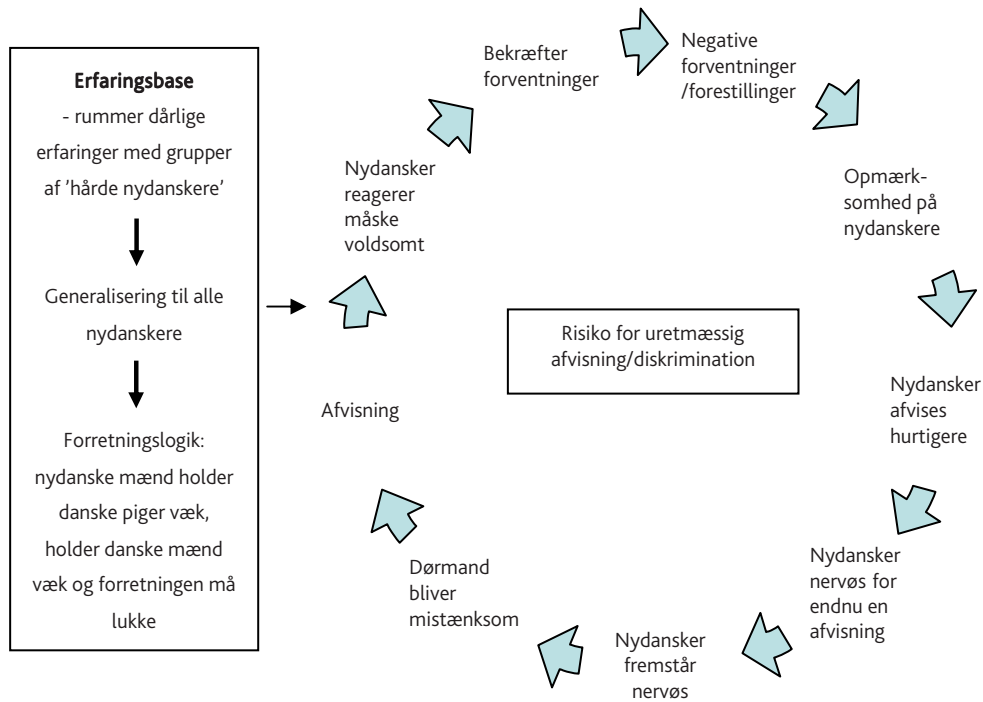 Erfaringsbase
- rummer dårlige
erfaringer med grupper
af ’hårde nydanskere’
Generalisering til alle
nydanskere
Forretningslogik:
nydanske mænd holder
danske piger væk,
holder danske mænd
væk og forretningen må
lukke
Bekræfter
forventninger
Negative
forventninger
/forestillinger
Opmærk-
somhed på
nydanskere
Nydansker
afvises
hurtigere
Nydansker
nervøs for
endnu en
afvisning
Nydansker
fremstår
nervøs
Dørmand
bliver
mistænksom
Afvisning
Nydansker
reagerer
måske
voldsomt
Risiko for uretmæssig
afvisning/diskrimination